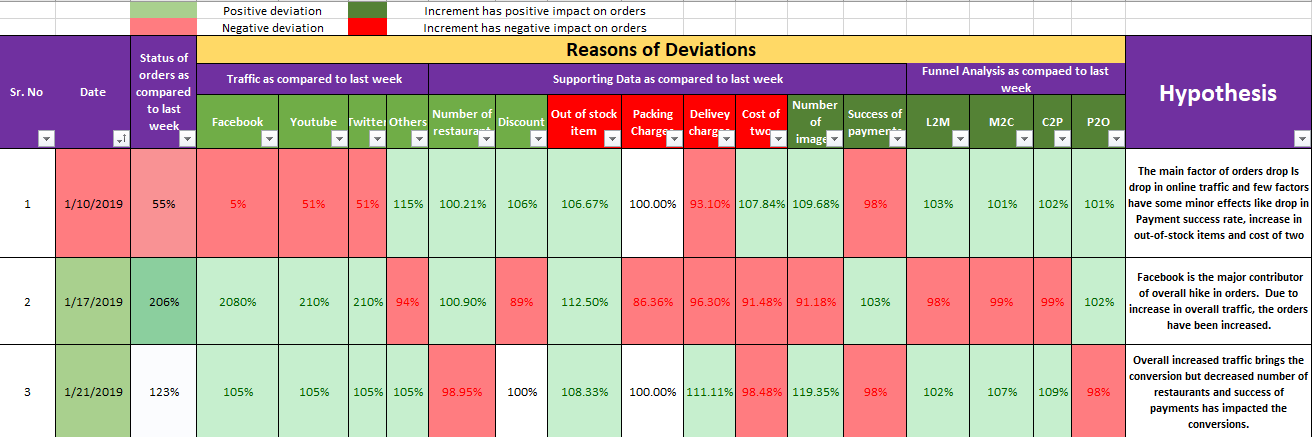 Positive deviation Increment has positive impact on orders
Negative deviation Increment has negative impact on orders
Reasons of Deviations
Traffic as compared to last week Supporting Data as compared to last week Funnel Analysis as compaed to last week
Sr. No Date Status of orders as compared to last week Facebook Youtube Twitter Others Number of restaurant Discount Out of stock item Packing Charges Delivey charges Cost of two Number of images Success of payments L2M M2C C2P P2O Hypothesis
1 1/10/2019 55% 5% 51% 51% 115% 100.21% 106% 106.67% 100.00% 93.10% 107.84% 109.68% 98% 103% 101% 102% 101%
The main factor of orders drop Is
drop in online traffic and few factors
have some minor effects like drop in
Payment success rate, increase in
out-of-stock items and cost of two
2 1/17/2019 206% 2080% 210% 210% 94% 100.90% 89% 112.50% 86.36% 96.30% 91.48% 91.18% 103% 98% 99% 99% 102%
Facebook is the major contributor
of overall hike in orders. Due to
increase in overall traffic, the orders
have been increased.
3 1/21/2019 123% 105% 105% 105% 105% 98.95% 100% 108.33% 100.00% 111.11% 98.48% 119.35% 98% 102% 107% 109% 98%
Overall increased traffic brings the
conversion but decreased number of
restaurants and success of
payments has impacted the
conversions.